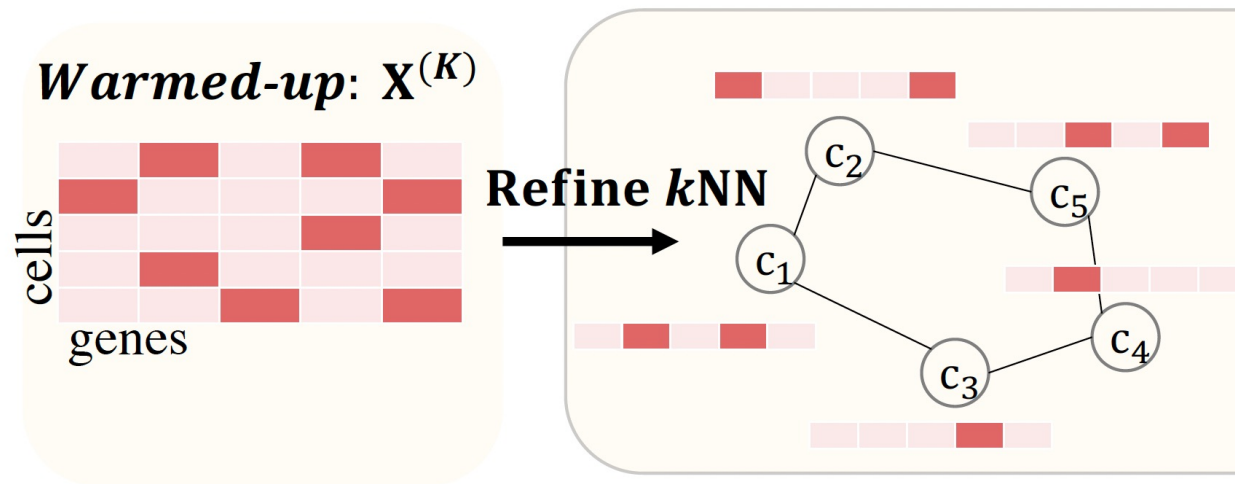 Warmed-up: X^(K)
cells
genes
Refine kNN
c₂
c₅
c₁
c₄
c₃